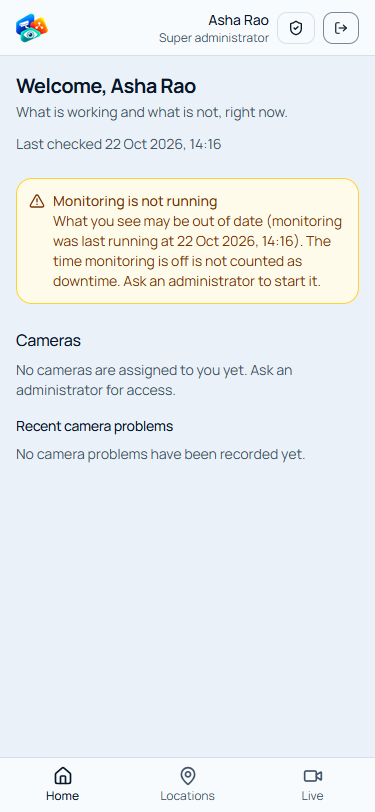 Asha Rao
Super administrator
Welcome, Asha Rao
What is working and what is not, right now.
Last checked 22 Oct 2026, 14:16
Monitoring is not running
What you see may be out of date (monitoring
was last running at 22 Oct 2026, 14:16). The
time monitoring is off is not counted as
downtime. Ask an administrator to start it.
Cameras
No cameras are assigned to you yet. Ask an
administrator for access.
Recent camera problems
No camera problems have been recorded yet.
Home
Locations
Live